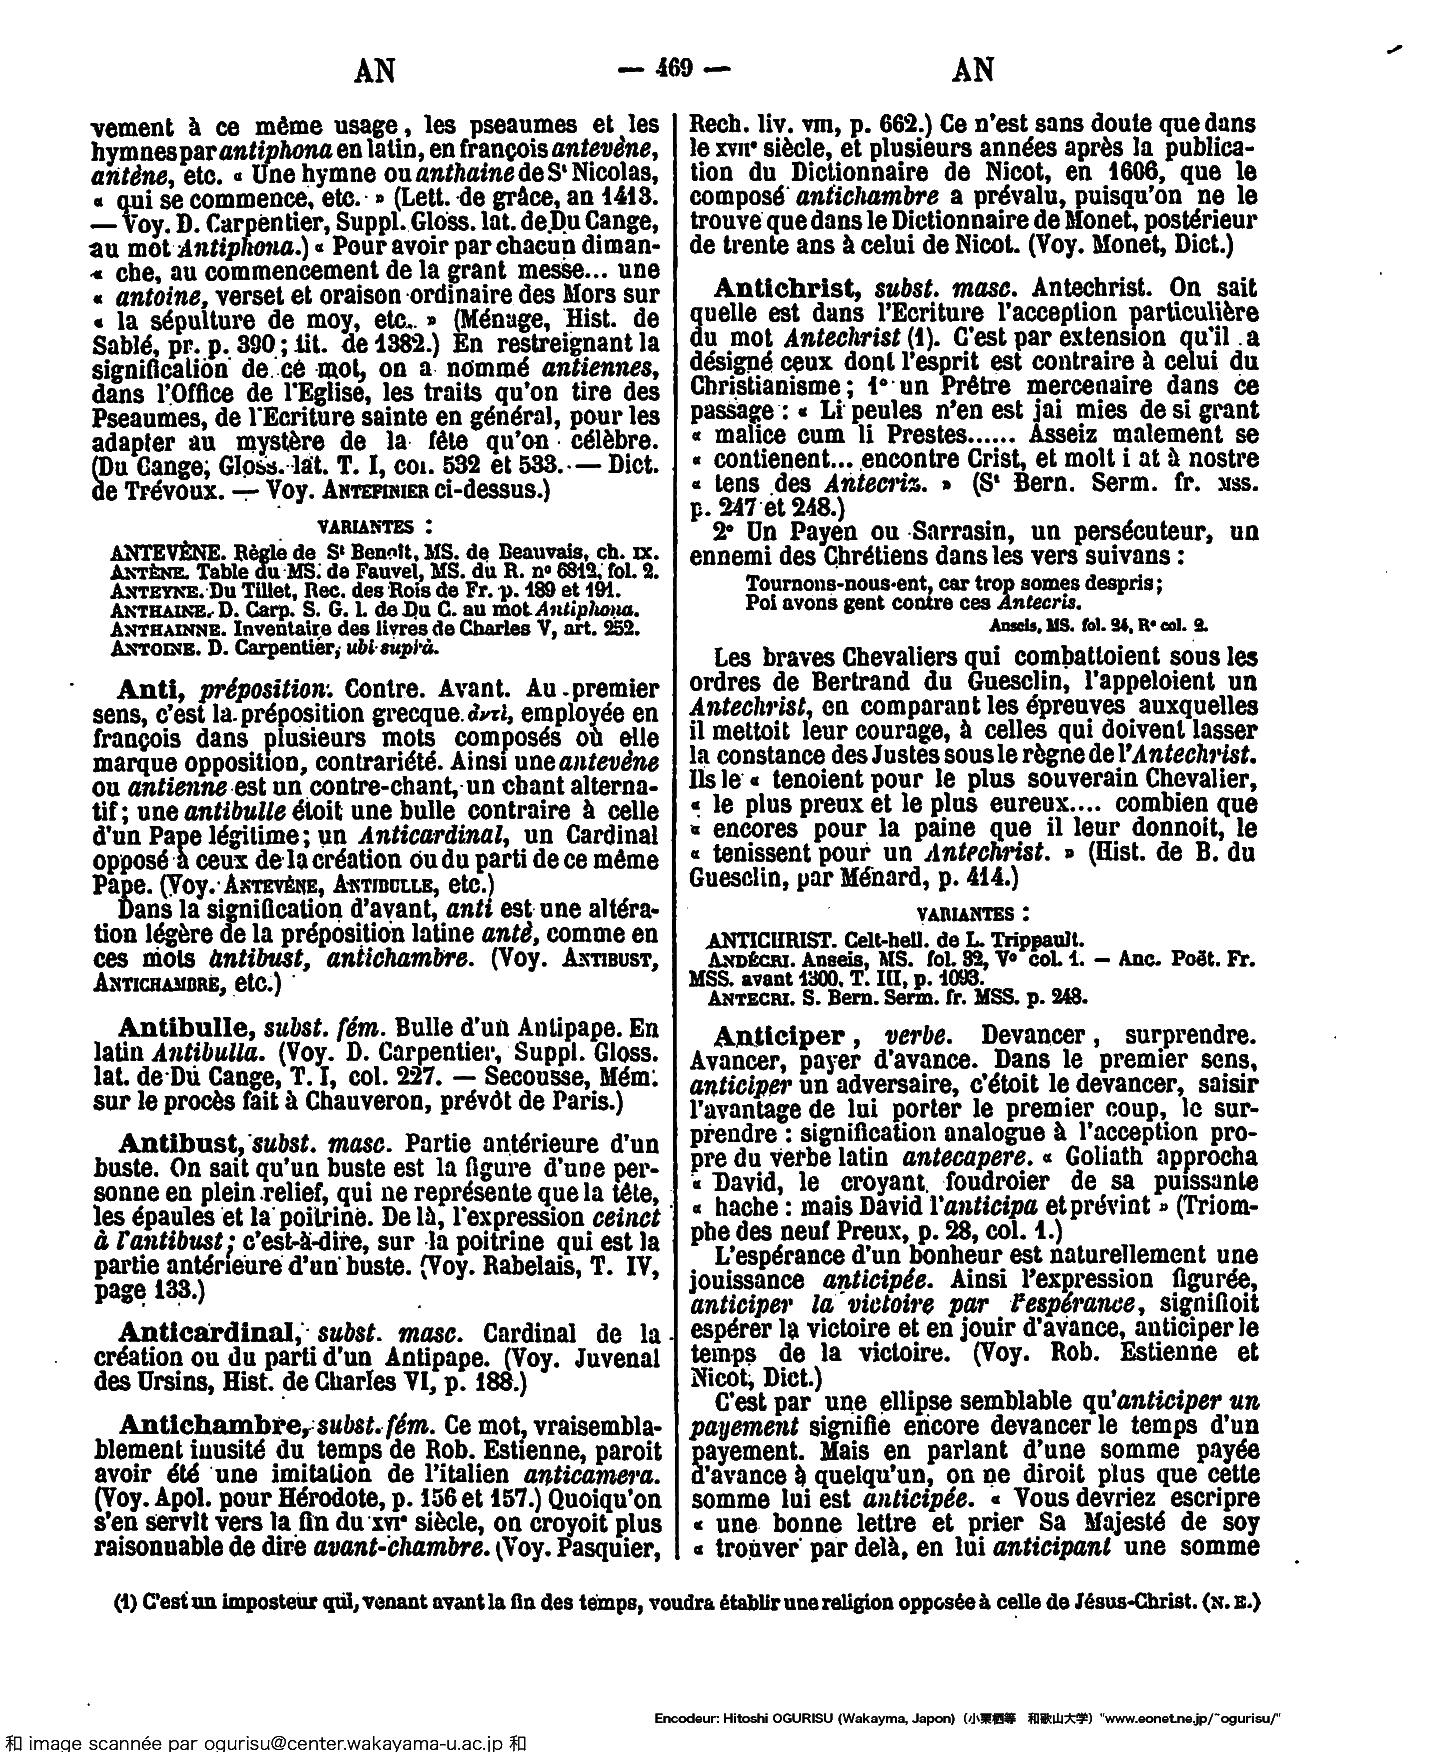 AN — 469 — AN
vement à ce même usage, les pseaumes et les
hymnes par antiphona en latin, en françois antevène,
antène, etc. « Une hymne ou anthaine de St Nicolas,
« qui se commence, etc. » (Lett. de grâce, an 1413.
— Voy. D. Carpentier, Suppl. Gloss. lat. de Du Cange,
au mot Antiphona.) « Pour avoir par chacun diman-
« che, au commencement de la grant messe... une
« antoine, verset et oraison ordinaire des Mors sur
« la sépulture de moy, etc. » (Ménage, Hist. de
Sablé, pr. p. 390; tit. de 1382.) En restreignant la
signification de ce mot, on a nommé antiennes,
dans l'Office de l'Eglise, les traits qu'on tire des
Pseaumes, de l'Ecriture sainte en général, pour les
adapter au mystère de la fête qu'on célèbre.
(Du Cange, Gloss. lat. T. I, col. 532 et 533. — Dict.
de Trévoux. — Voy. ANTEFINIER ci-dessus.)
VARIANTES :
ANTEVÈNE. Règle de St Benoît, MS. de Beauvais, ch. IX.
ANTÈNE. Table du MS. de Fauvel, MS. du R. no 6812, fol. 2.
ANTEYNE. Du Tillet, Rec. des Rois de Fr. p. 189 et 191.
ANTHAINE. D. Carp. S. G. l. de Du C. au mot Antiphona.
ANTHAINNE. Inventaire des livres de Charles V, art. 252.
ANTOINE. D. Carpentier, ubi suprà.
Anti, préposition. Contre. Avant. Au premier
sens, c'est la préposition grecque ἀντὶ, employée en
françois dans plusieurs mots composés où elle
marque opposition, contrariété. Ainsi une antevène
ou antienne est un contre-chant, un chant alterna-
tif; une antibulle étoit une bulle contraire à celle
d'un Pape légitime; un Anticardinal, un Cardinal
opposé à ceux de la création ou du parti de ce même
Pape. (Voy. ANTEVÈNE, ANTIBULLE, etc.)
Dans la signification d'avant, anti est une altéra-
tion légère de la préposition latine antè, comme en
ces mots antibust, antichambre. (Voy. ANTIBUST,
ANTICHAMBRE, etc.)
Antibulle, subst. fém. Bulle d'un Antipape. En
latin Antibulla. (Voy. D. Carpentier, Suppl. Gloss.
lat. de Du Cange, T. I, col. 227. — Secousse, Mém.
sur le procès fait à Chauveron, prévôt de Paris.)
Antibust, subst. masc. Partie antérieure d'un
buste. On sait qu'un buste est la figure d'une per-
sonne en plein relief, qui ne représente que la tête,
les épaules et la poitrine. De là, l'expression ceinct
à l'antibust; c'est-à-dire, sur la poitrine qui est la
partie antérieure d'un buste. (Voy. Rabelais, T. IV,
page 133.)
Anticardinal, subst. masc. Cardinal de la
création ou du parti d'un Antipape. (Voy. Juvenal
des Ursins, Hist. de Charles VI, p. 188.)
Antichambre, subst. fém. Ce mot, vraisembla-
blement inusité du temps de Rob. Estienne, paroit
avoir été une imitation de l'italien anticamera.
(Voy. Apol. pour Hérodote, p. 156 et 157.) Quoiqu'on
s'en servit vers la fin du XVIe siècle, on croyoit plus
raisonnable de dire avant-chambre. (Voy. Pasquier,
Rech. liv. VIII, p. 662.) Ce n'est sans doute que dans
le XVIIe siècle, et plusieurs années après la publica-
tion du Dictionnaire de Nicot, en 1606, que le
composé antichambre a prévalu, puisqu'on ne le
trouve que dans le Dictionnaire de Monet, postérieur
de trente ans à celui de Nicot. (Voy. Monet, Dict.)
Antichrist, subst. masc. Antechrist. On sait
quelle est dans l'Ecriture l'acception particulière
du mot Antechrist (1). C'est par extension qu'il a
désigné ceux dont l'esprit est contraire à celui du
Christianisme; 1o un Prêtre mercenaire dans ce
passage : « Li peules n'en est jai mies de si grant
« malice cum li Prestes...... Asseiz malement se
« contienent... encontre Crist, et molt i at à nostre
« tens des Antecriz. » (St Bern. Serm. fr. MSS.
p. 247 et 248.)
2o Un Payen ou Sarrasin, un persécuteur, un
ennemi des Chrétiens dans les vers suivans :
Tournons-nous-ent, car trop somes despris;
Poi avons gent contre ces Antecris.
Anseis, MS. fol. 24, Ro col. 2.
Les braves Chevaliers qui combattoient sous les
ordres de Bertrand du Guesclin, l'appeloient un
Antechrist, en comparant les épreuves auxquelles
il mettoit leur courage, à celles qui doivent lasser
la constance des Justes sous le règne de l'Antechrist.
Ils le « tenoient pour le plus souverain Chevalier,
« le plus preux et le plus eureux.... combien que
« encores pour la paine que il leur donnoit, le
« tenissent pour un Antechrist. » (Hist. de B. du
Guesclin, par Ménard, p. 414.)
VARIANTES :
ANTICHRIST. Celt-hell. de L. Trippault.
ANDÉCRI. Anseis, MS. fol. 32, Vo col. 1. — Anc. Poët. Fr.
MSS. avant 1300, T. III, p. 1093.
ANTECRI. S. Bern. Serm. fr. MSS. p. 248.
Anticiper, verbe. Devancer, surprendre.
Avancer, payer d'avance. Dans le premier sens,
anticiper un adversaire, c'étoit le devancer, saisir
l'avantage de lui porter le premier coup, le sur-
prendre : signification analogue à l'acception pro-
pre du verbe latin antecapere. « Goliath approcha
« David, le croyant foudroier de sa puissante
« hache : mais David l'anticipa et prévint » (Triom-
phe des neuf Preux, p. 28, col. 1.)
L'espérance d'un bonheur est naturellement une
jouissance anticipée. Ainsi l'expression figurée,
anticiper la victoire par l'espérance, signifioit
espérer la victoire et en jouir d'avance, anticiper le
temps de la victoire. (Voy. Rob. Estienne et
Nicot, Dict.)
C'est par une ellipse semblable qu'anticiper un
payement signifie encore devancer le temps d'un
payement. Mais en parlant d'une somme payée
d'avance à quelqu'un, on ne diroit plus que cette
somme lui est anticipée. « Vous devriez escripre
« une bonne lettre et prier Sa Majesté de soy
« trouver par delà, en lui anticipant une somme
(1) C'est un imposteur qui, venant avant la fin des temps, voudra établir une religion opposée à celle de Jésus-Christ. (N. E.)
Encodeur: Hitoshi OGURISU (Wakayma, Japon) (小栗栖等 和歌山大学) "www.eonet.ne.jp/~ogurisu/"
和 image scannée par ogurisu@center.wakayama-u.ac.jp 和